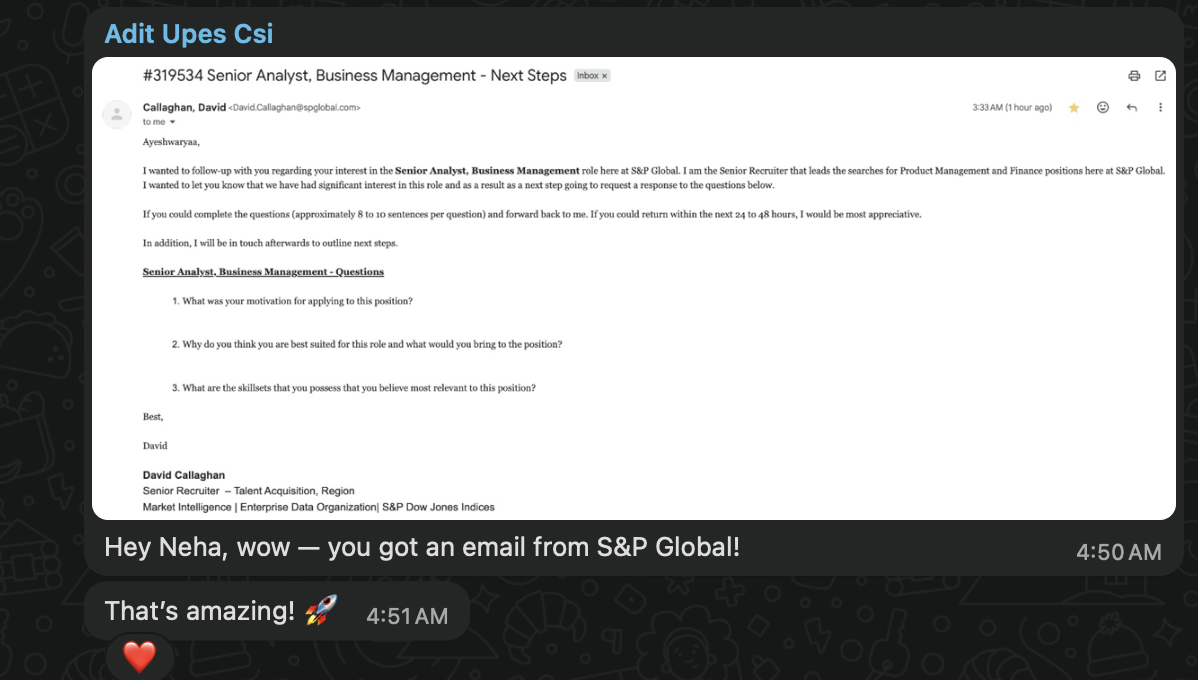 Adit Upes Csi
#319534 Senior Analyst, Business Management - Next Steps Inbox x
Callaghan, David <David.Callaghan@spglobal.com> 3:33 AM (1 hour ago)
to me
Ayeshwaryaa,
I wanted to follow-up with you regarding your interest in the Senior Analyst, Business Management role here at S&P Global. I am the Senior Recruiter that leads the searches for Product Management and Finance positions here at S&P Global.
I wanted to let you know that we have had significant interest in this role and as a result as a next step going to request a response to the questions below.
If you could complete the questions (approximately 8 to 10 sentences per question) and forward back to me. If you could return within the next 24 to 48 hours, I would be most appreciative.
In addition, I will be in touch afterwards to outline next steps.
Senior Analyst, Business Management - Questions
1. What was your motivation for applying to this position?
2. Why do you think you are best suited for this role and what would you bring to the position?
3. What are the skillsets that you possess that you believe most relevant to this position?
Best,
David
David Callaghan
Senior Recruiter – Talent Acquisition, Region
Market Intelligence | Enterprise Data Organization| S&P Dow Jones Indices
Hey Neha, wow — you got an email from S&P Global! 4:50 AM
That’s amazing! 🚀 4:51 AM
❤️